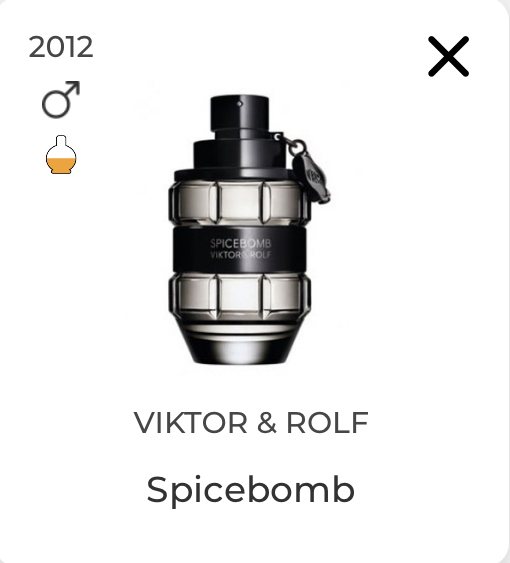 2012
SPICEBOMB
VIKTOR&ROLF
VIKTOR & ROLF
Spicebomb